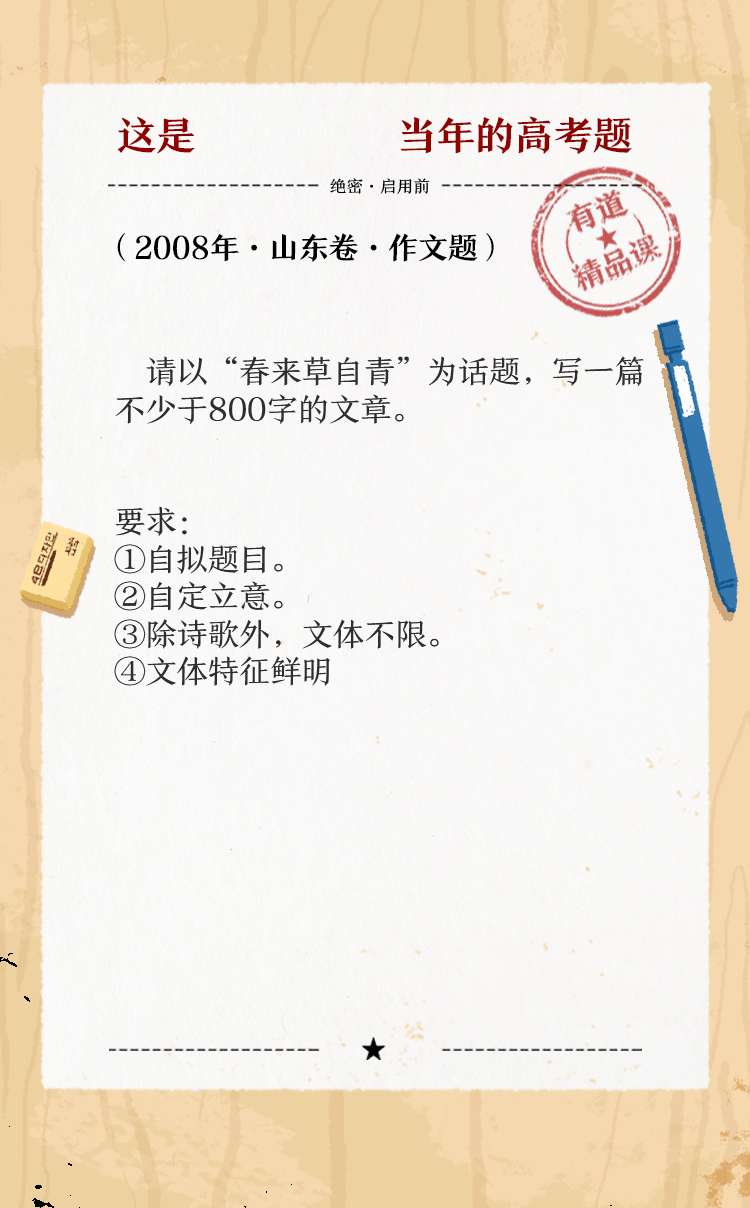 这是 当年的高考题
绝密·启用前
有道
精品课
（2008年·山东卷·作文题）
请以“春来草自青”为话题，写一篇
不少于800字的文章。
要求：
①自拟题目。
②自定立意。
③除诗歌外，文体不限。
④文体特征鲜明